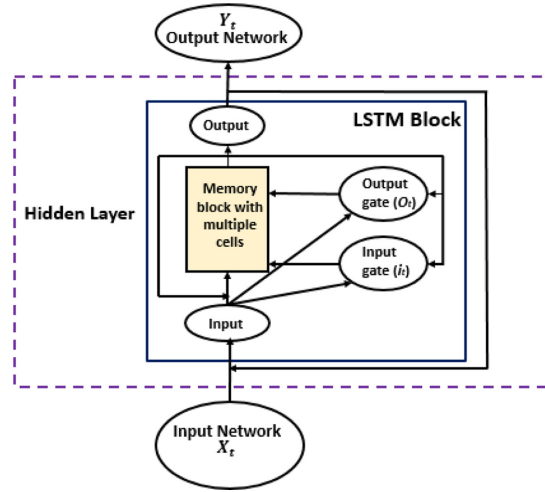 Y_t
Output Network
LSTM Block
Output
Memory
block with
multiple
cells
Output
gate (O_t)
Hidden Layer
Input
gate (i_t)
Input
Input Network
X_t